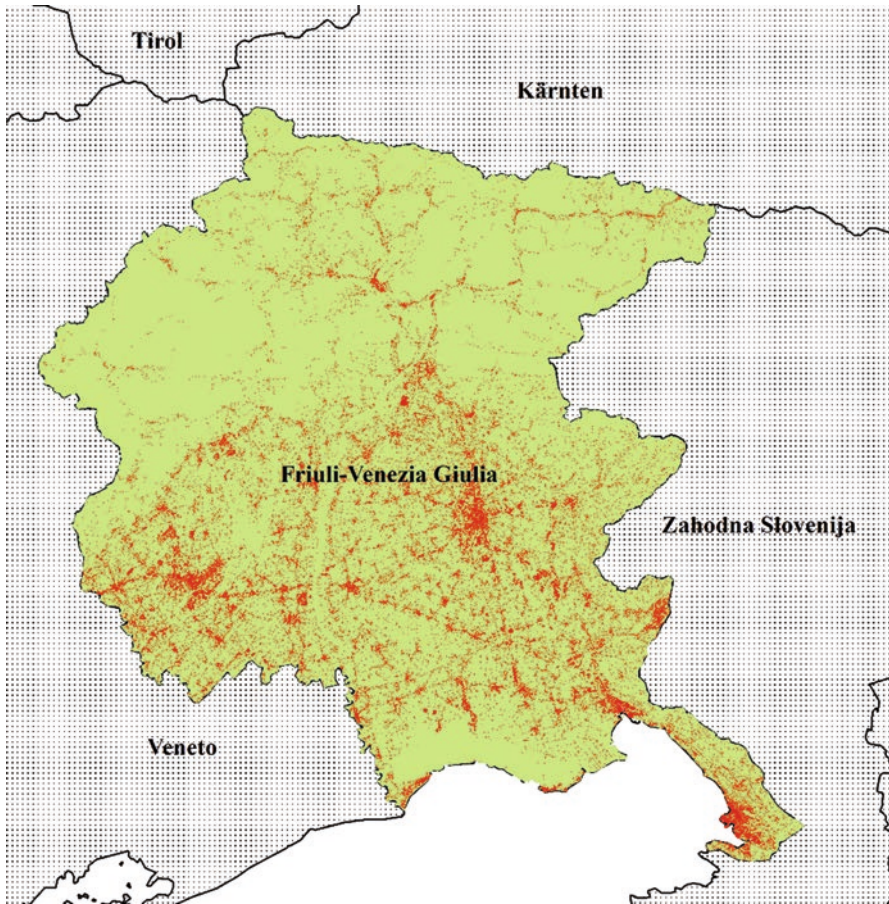 Tirol
Kärnten
Friuli-Venezia Giulia
Zahodna Slovenija
Veneto